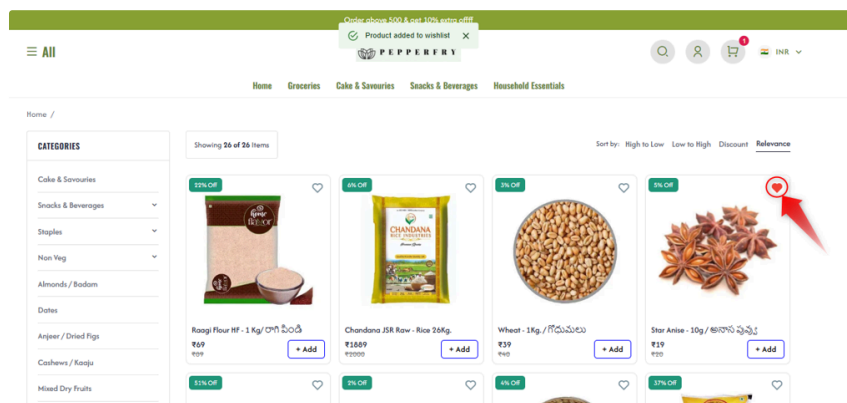 Order above 500 & get 10% extra offff
Product added to wishlist
All
PEPPERFRY
1
INR
Home Groceries Cake & Savouries Snacks & Beverages Household Essentials
Home /
CATEGORIES
Showing 26 of 26 Items
Sort by: High to Low Low to High Discount Relevance
Cake & Savouries
Snacks & Beverages
Staples
Non Veg
Almonds / Badam
Dates
Anjeer / Dried Figs
Cashews / Kaaju
Mixed Dry Fruits
22% Off
6% Off
3% Off
5% Off
CHANDANA
RICE INDUSTRIES
Raagi Flour HF - 1 Kg/ రాగి పిండి
₹69
₹89
+ Add
Chandana JSR Raw - Rice 26Kg.
₹1889
₹2000
+ Add
Wheat - 1Kg. / గోధుమలు
₹39
₹40
+ Add
Star Anise - 10g / అనాస పువ్వు
₹19
₹20
+ Add
31% Off
2% Off
4% Off
37% Off